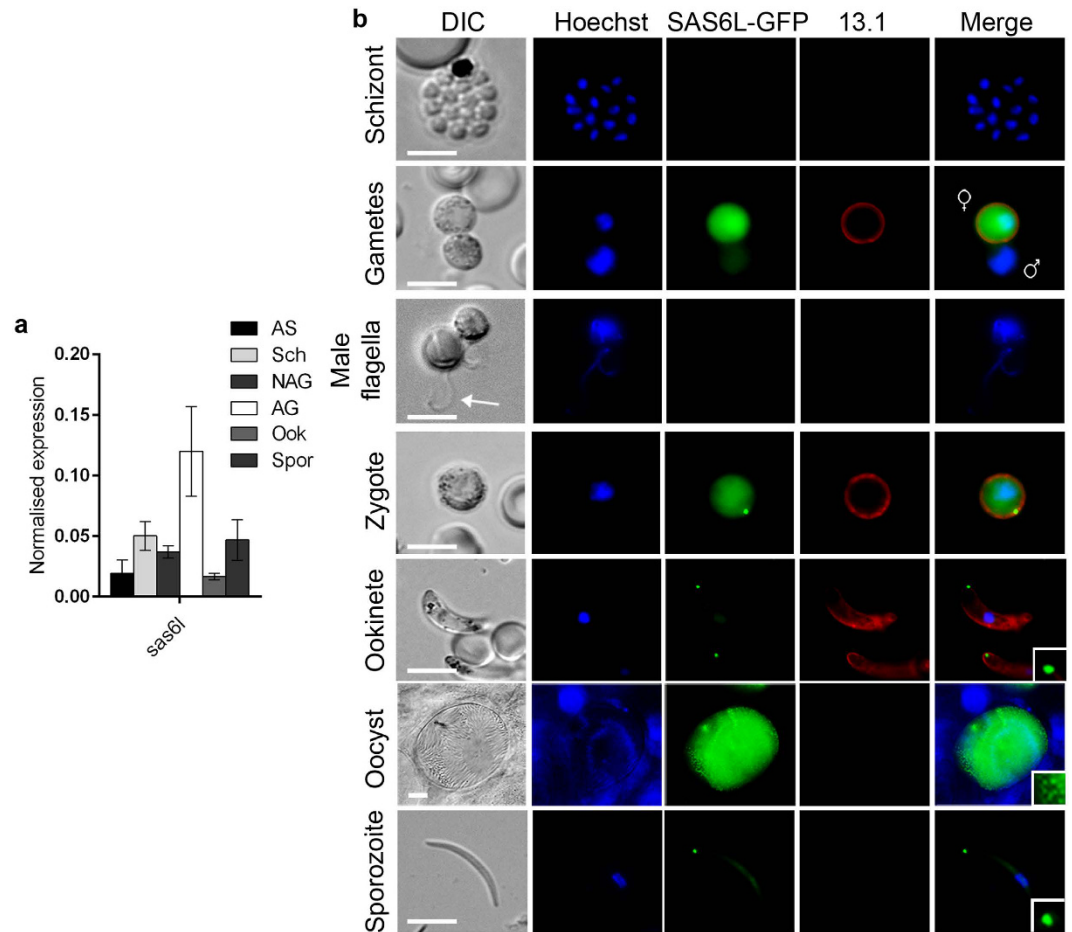 b
DIC Hoechst SAS6L-GFP 13.1 Merge
Schizont
Gametes
♀
♂
Male
flagella
Zygote
Ookinete
Oocyst
Sporozoite
a
AS
Sch
NAG
AG
Ook
Spor
Normalised expression
0.20
0.15
0.10
0.05
0.00
sas6l